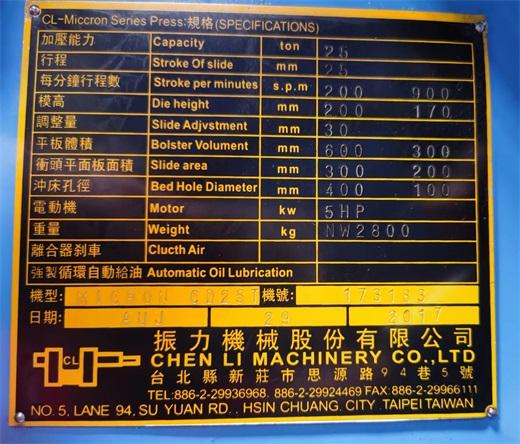 CL-Miccron Series Press:規格(SPECIFICATIONS)
加壓能力 Capacity ton 25
行程 Stroke Of slide mm 25
每分鐘行程數 Stroke per minutes s.p.m 200 900
模高 Die height mm 200 170
調整量 Slide Adjvstment mm 30
平板體積 Bolster Volument mm 600 300
衝頭平面板面積 Slide area mm 300 200
沖床孔徑 Bed Hole Diameter mm 400 100
電動機 Motor kw 5HP
重量 Weight kg NW2800
離合器刹車 Clucth Air
強製循環自動給油 Automatic Oil Lubrication
機型: 機號:
日期: 29 2017
CL
振力機械股份有限公司
CHEN LI MACHINERY CO.,LTD
台北縣新莊市思源路94巷5號
TEL:886-2-29936968. 886-2-29924469 FAX:886-2-29966111
NO. 5, LANE 94, SU YUAN RD. , HSIN CHUANG. CITY .TAIPEI TAIWAN